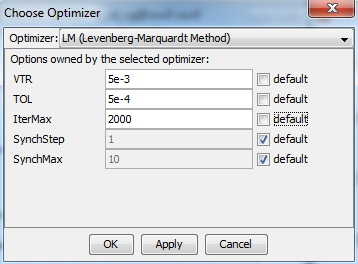 Choose Optimizer
Optimizer: LM (Levenberg-Marquardt Method)
Options owned by the selected optimizer:
VTR 5e-3 default
TOL 5e-4 default
IterMax 2000 default
SynchStep 1 default
SynchMax 10 default
OK Apply Cancel